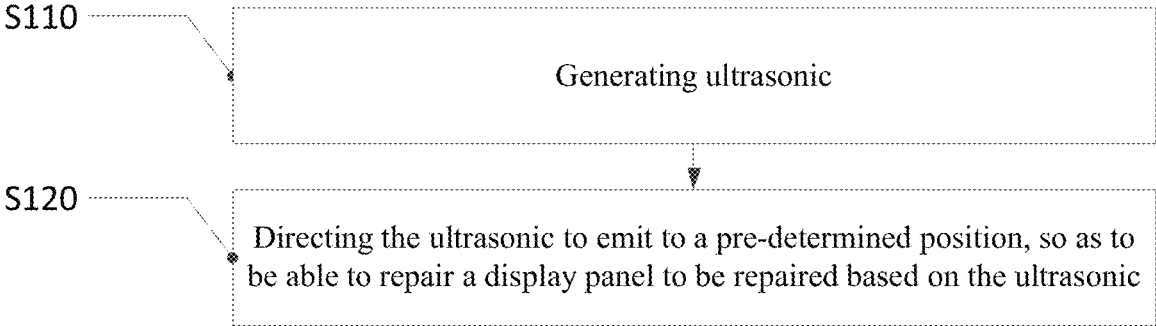 S110
Generating ultrasonic
S120
Directing the ultrasonic to emit to a pre-determined position, so as to
be able to repair a display panel to be repaired based on the ultrasonic